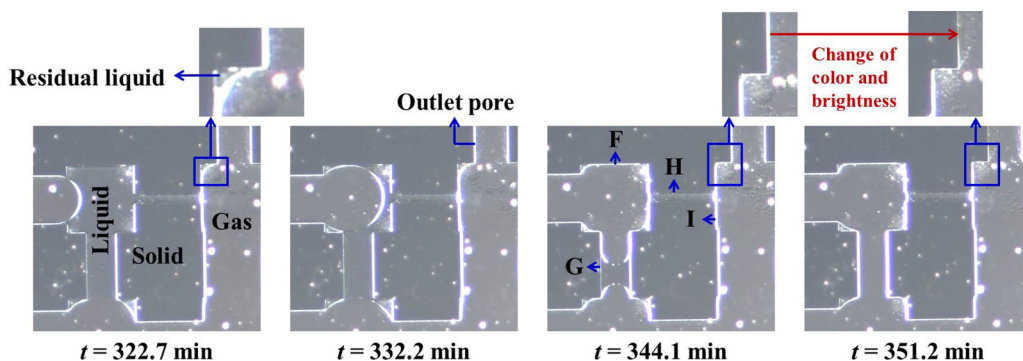 Residual liquid
Outlet pore
Change of
color and
brightness
Liquid
Solid
Gas
F
H
I
G
t = 322.7 min
t = 332.2 min
t = 344.1 min
t = 351.2 min